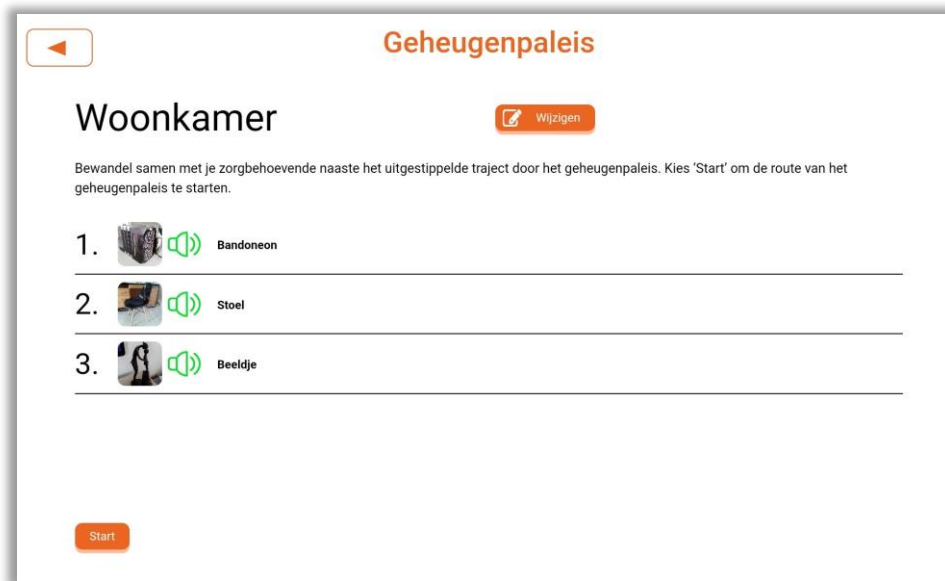 Geheugenpaleis
Woonkamer
Wijzigen
Bewandel samen met je zorgbehoevende naaste het uitgestippelde traject door het geheugenpaleis. Kies ‘Start’ om de route van het
geheugenpaleis te starten.
1. Bandoneon
2. Stoel
3. Beeldje
Start